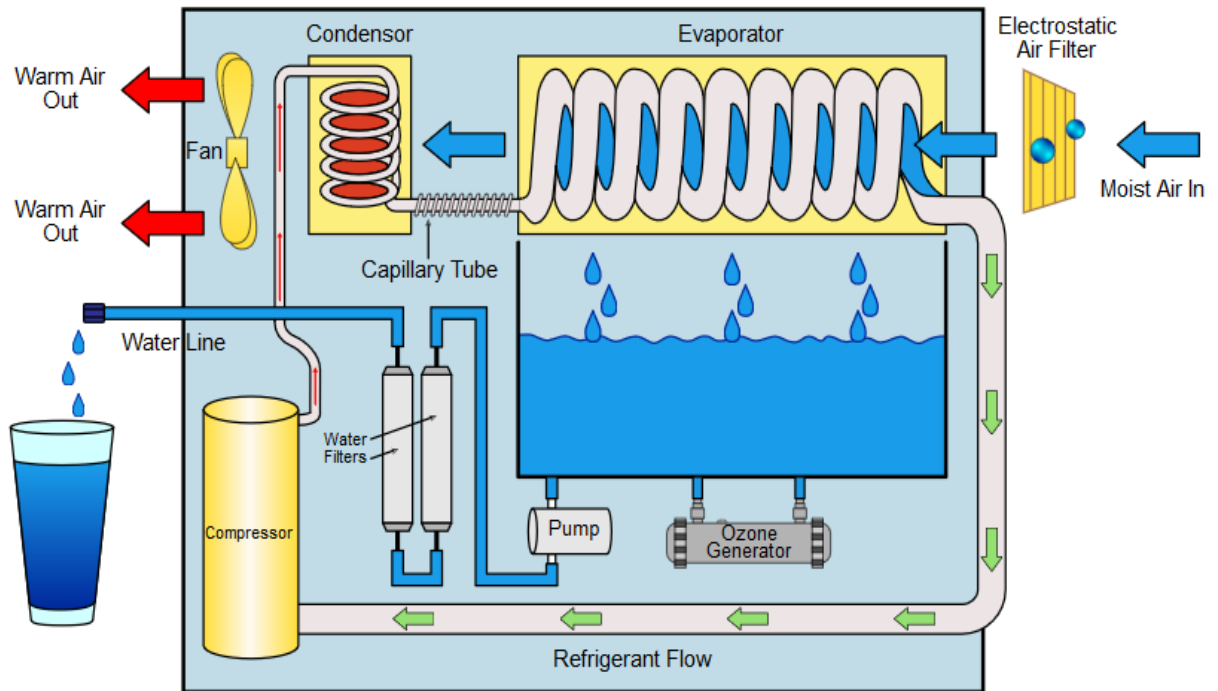 Condensor
Evaporator
Electrostatic
Air Filter
Warm Air
Out
Fan
Moist Air In
Warm Air
Out
Capillary Tube
Water Line
Water
Filters
Compressor
Pump
Ozone
Generator
Refrigerant Flow